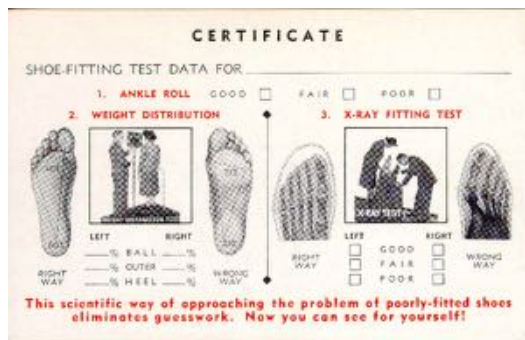 CERTIFICATE
SHOE-FITTING TEST DATA FOR
1. ANKLE ROLL GOOD FAIR POOR
2. WEIGHT DISTRIBUTION
3. X-RAY FITTING TEST
X-RAY TEST
LEFT RIGHT
% BALL %
% OUTER %
% HEEL %
RIGHT WAY
WRONG WAY
LEFT RIGHT
GOOD
FAIR
POOR
RIGHT WAY
WRONG WAY
This scientific way of approaching the problem of poorly-fitted shoes
eliminates guesswork. Now you can see for yourself!